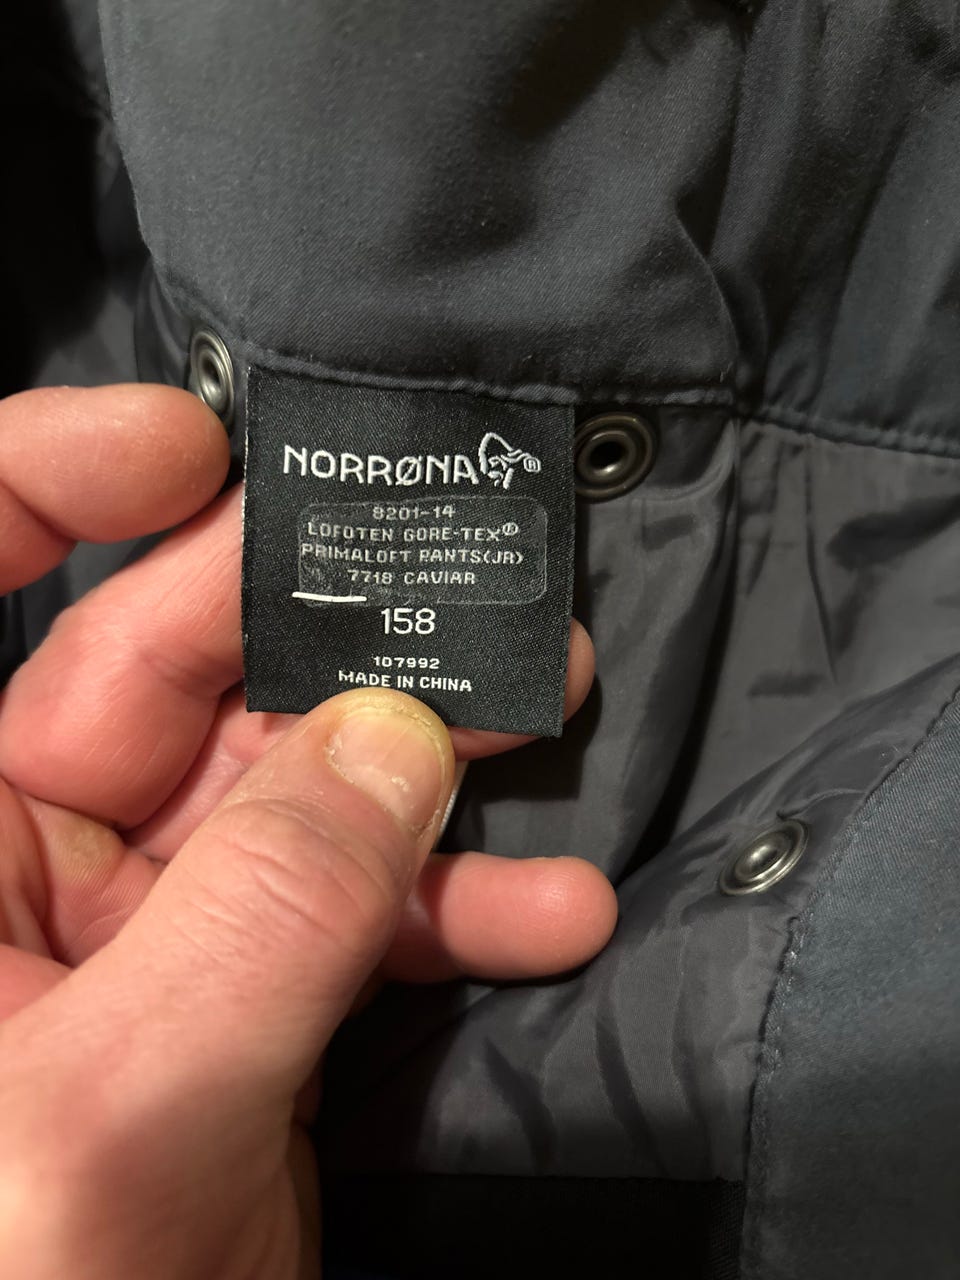 NORRØNA®
8201-14
LOFOTEN GORE-TEX®
PRIMALOFT PANTS(JR)
7718 CAVIAR
158
107992
MADE IN CHINA